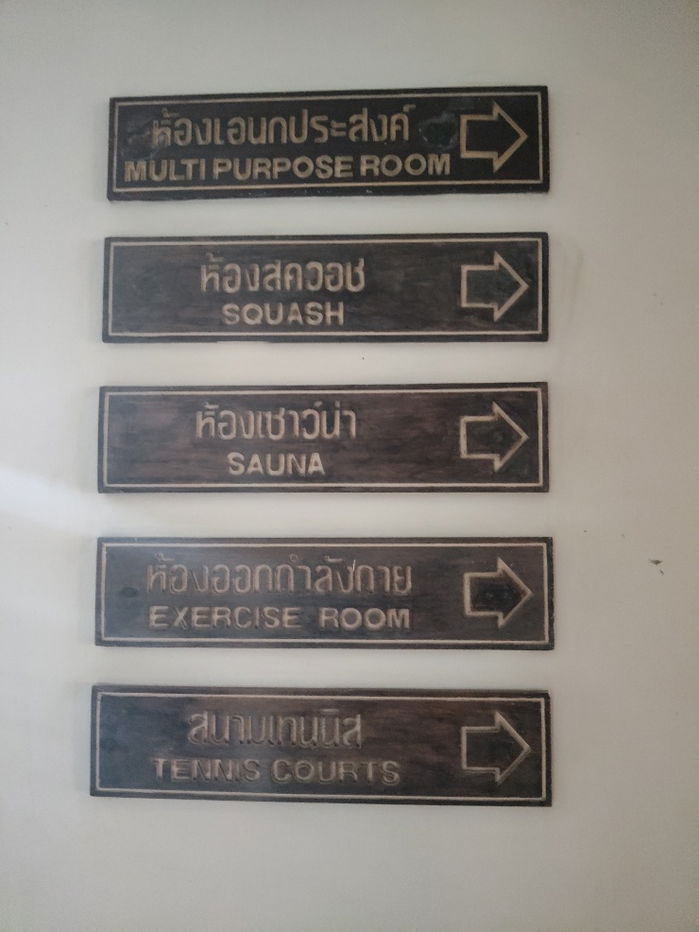 ห้องเอนกประสงค์
MULTI PURPOSE ROOM
ห้องสควอช
SQUASH
ห้องเซาว์น่า
SAUNA
ห้องออกกำลังกาย
EXERCISE ROOM
สนามเทนนิส
TENNIS COURTS